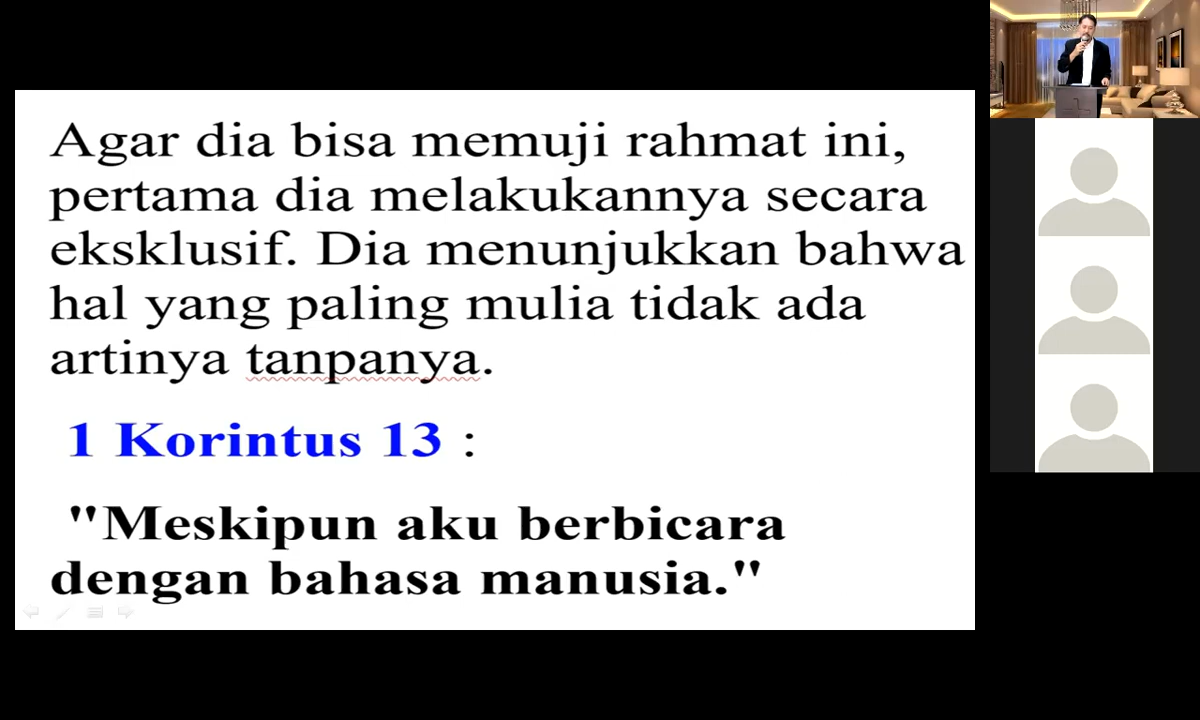 Agar dia bisa memuji rahmat ini,
pertama dia melakukannya secara
eksklusif. Dia menunjukkan bahwa
hal yang paling mulia tidak ada
artinya tanpanya.
1 Korintus 13 :
"Meskipun aku berbicara
dengan bahasa manusia."